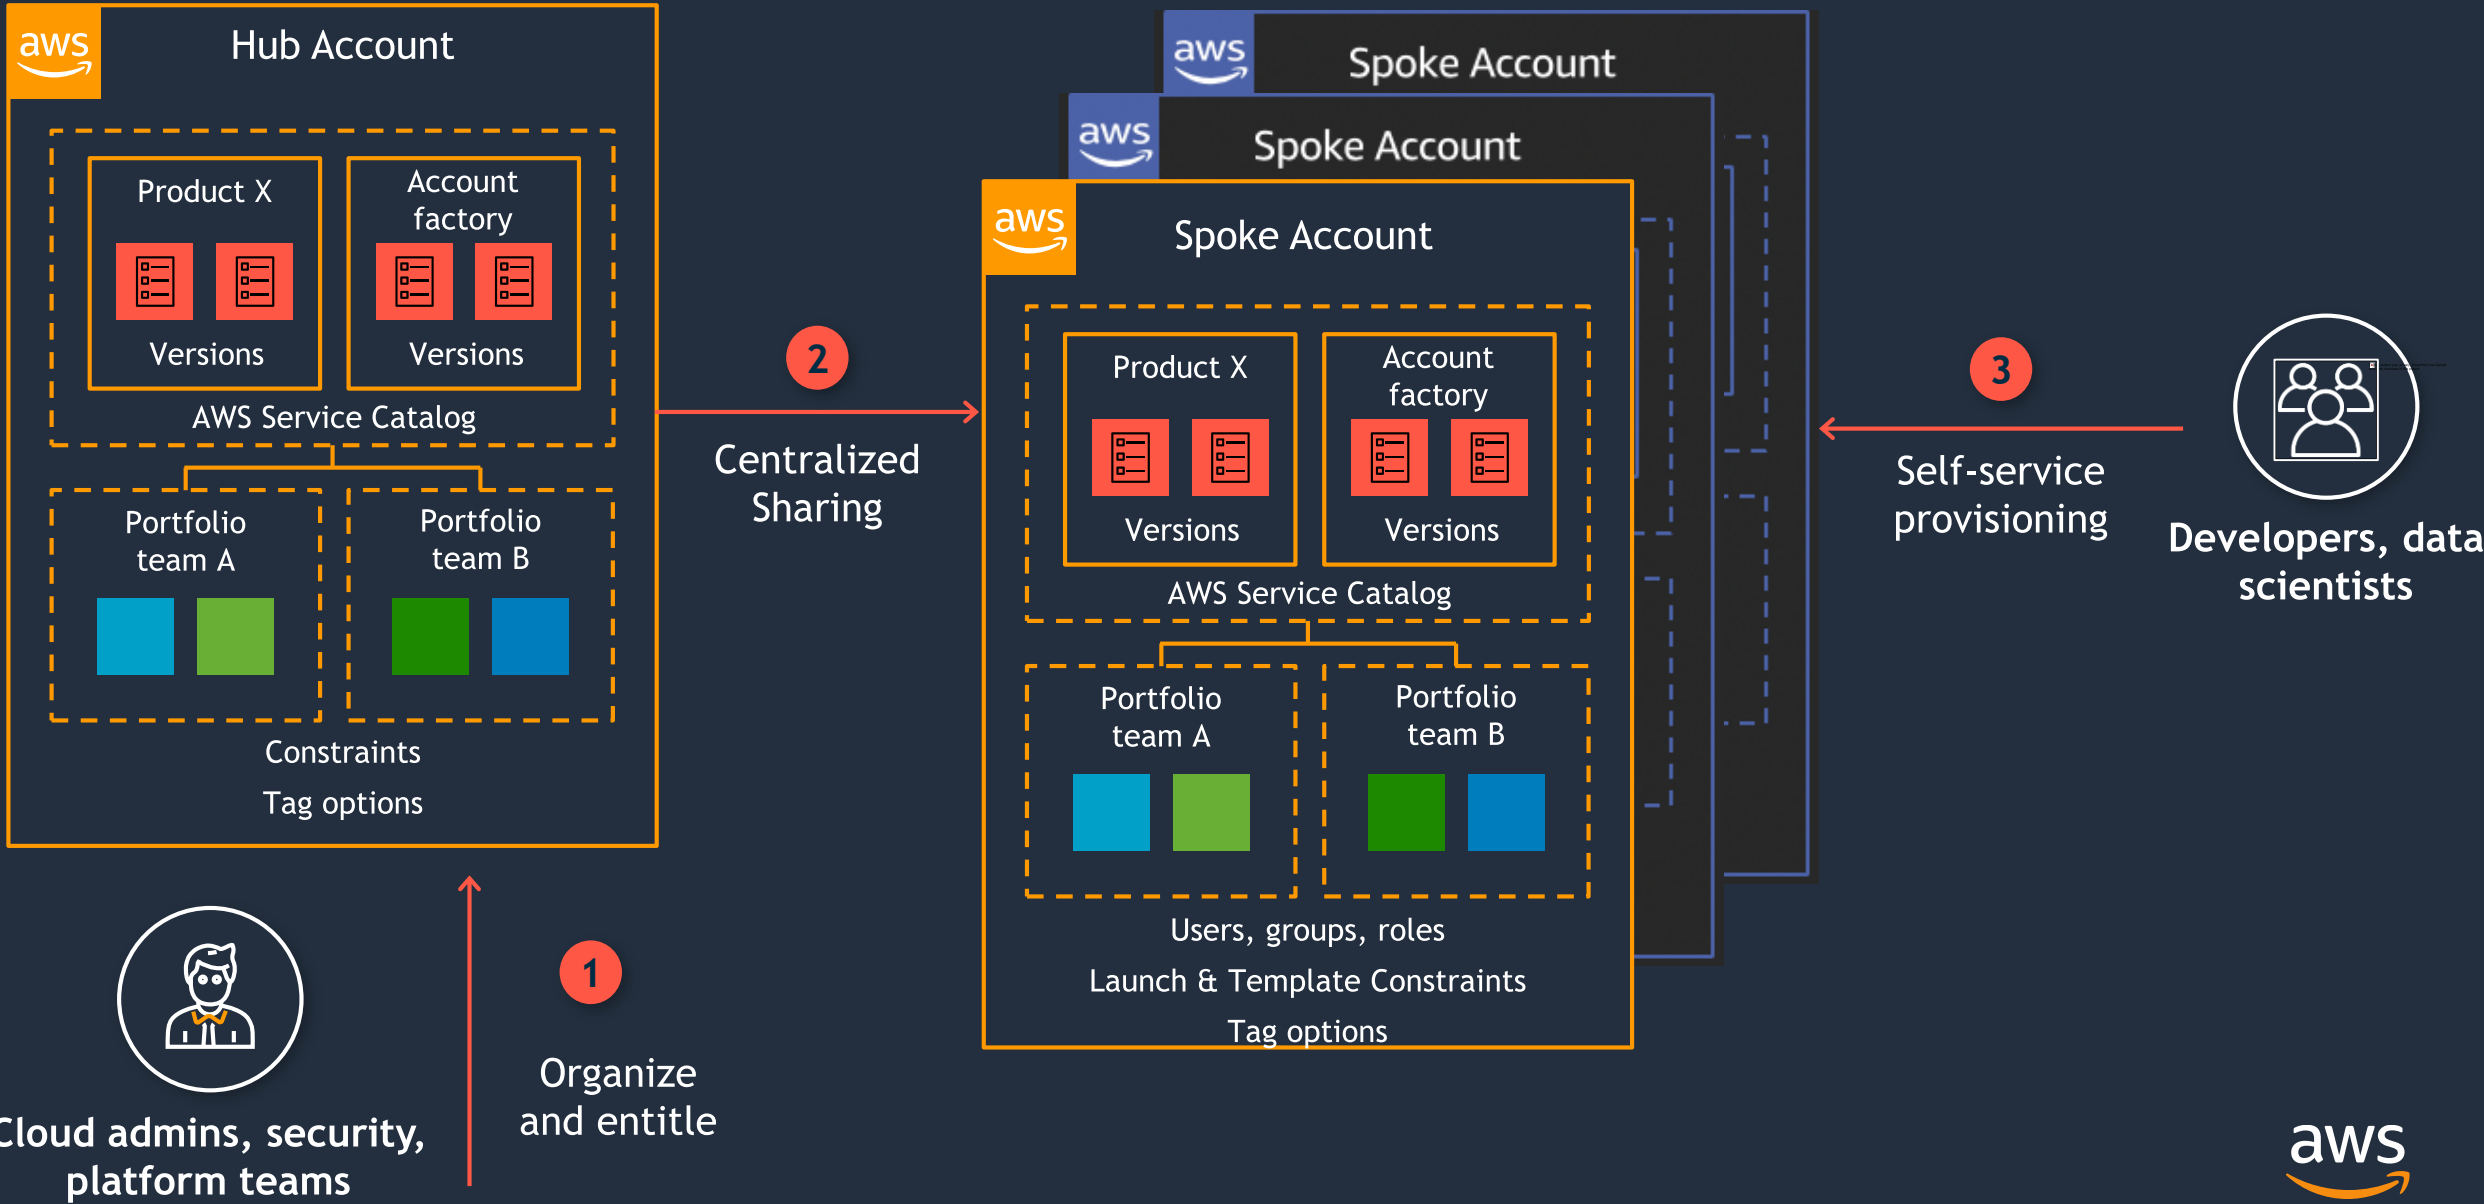 aws
Hub Account
Product X
Versions
Account
factory
Versions
AWS Service Catalog
Portfolio
team A
Portfolio
team B
Constraints
Tag options
1
Organize
and entitle
Cloud admins, security,
platform teams
2
Centralized
Sharing
aws
Spoke Account
aws
Spoke Account
aws
Spoke Account
Product X
Versions
Account
factory
Versions
AWS Service Catalog
Portfolio
team A
Portfolio
team B
Users, groups, roles
Launch & Template Constraints
Tag options
3
Self-service
provisioning
Developers, data
scientists
aws